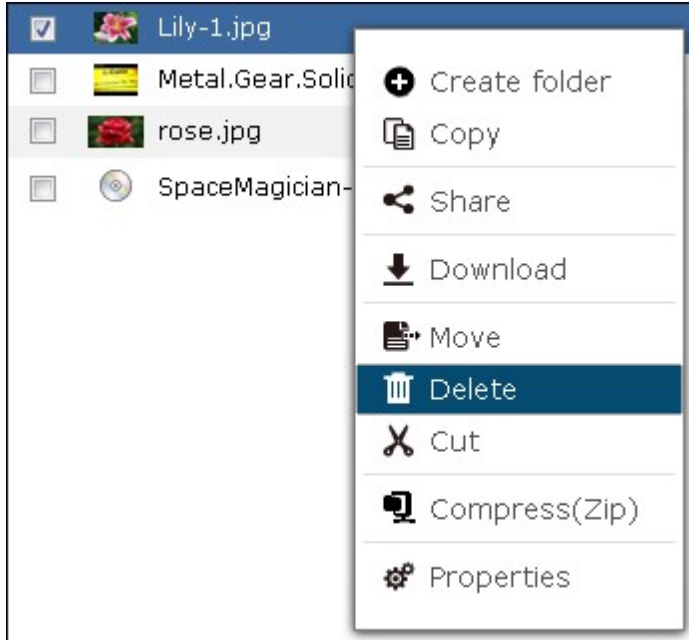 Lily-1.jpg
Metal.Gear.Solid
rose.jpg
SpaceMagician-
Create folder
Copy
Share
Download
Move
Delete
Cut
Compress(Zip)
Properties